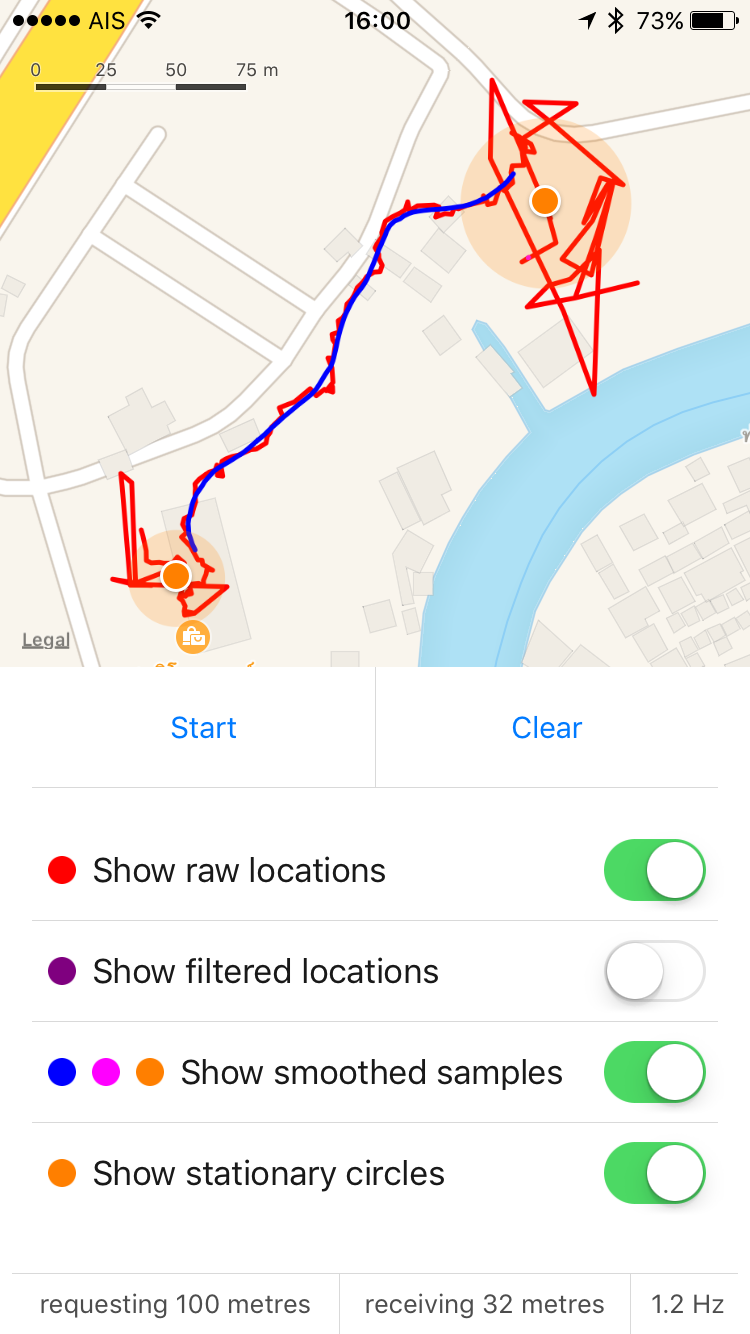 AIS 16:00 73%
0 25 50 75 m
Legal
Start Clear
Show raw locations
Show filtered locations
Show smoothed samples
Show stationary circles
requesting 100 metres receiving 32 metres 1.2 Hz